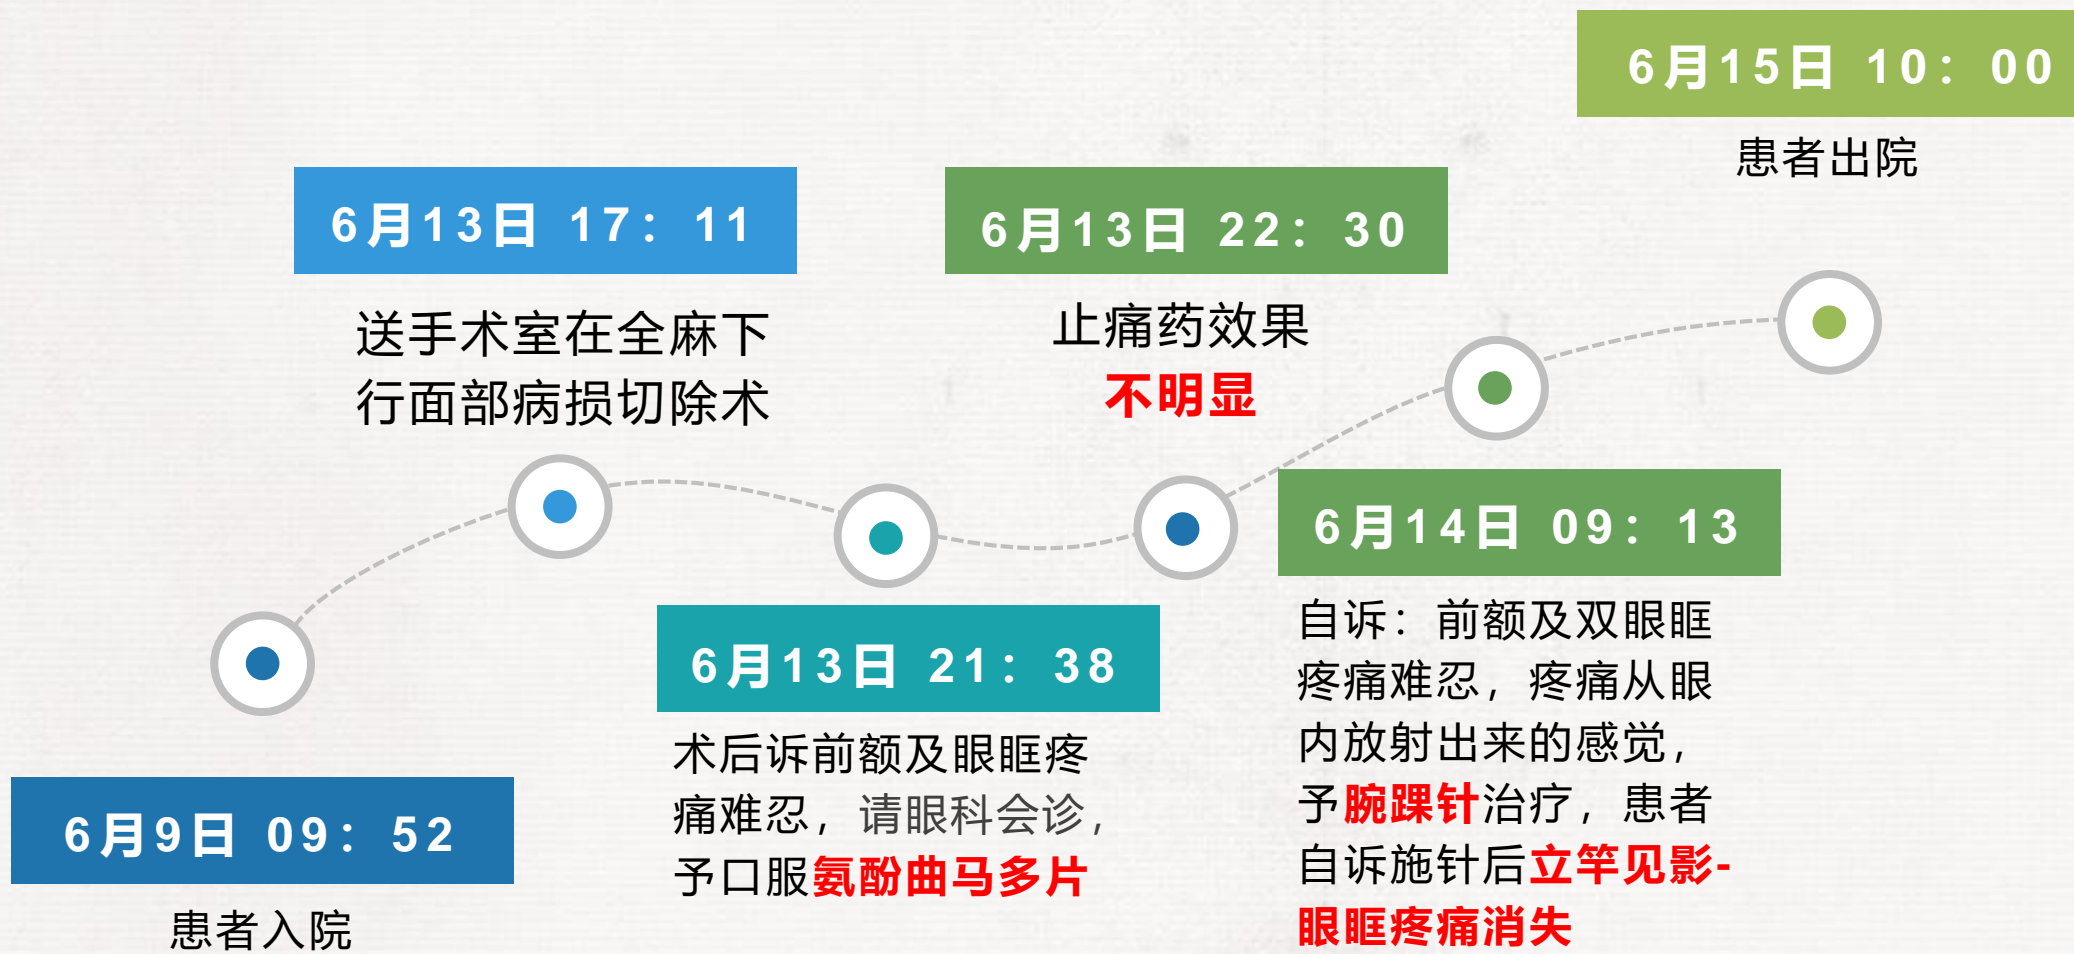 6月9日 09：52
患者入院
6月13日 17：11
送手术室在全麻下
行面部病损切除术
6月13日 21：38
术后诉前额及眼眶疼
痛难忍，请眼科会诊，
予口服氨酚曲马多片
6月13日 22：30
止痛药效果
不明显
6月14日 09：13
自诉：前额及双眼眶
疼痛难忍，疼痛从眼
内放射出来的感觉，
予腕踝针治疗，患者
自诉施针后立竿见影-
眼眶疼痛消失
6月15日 10：00
患者出院